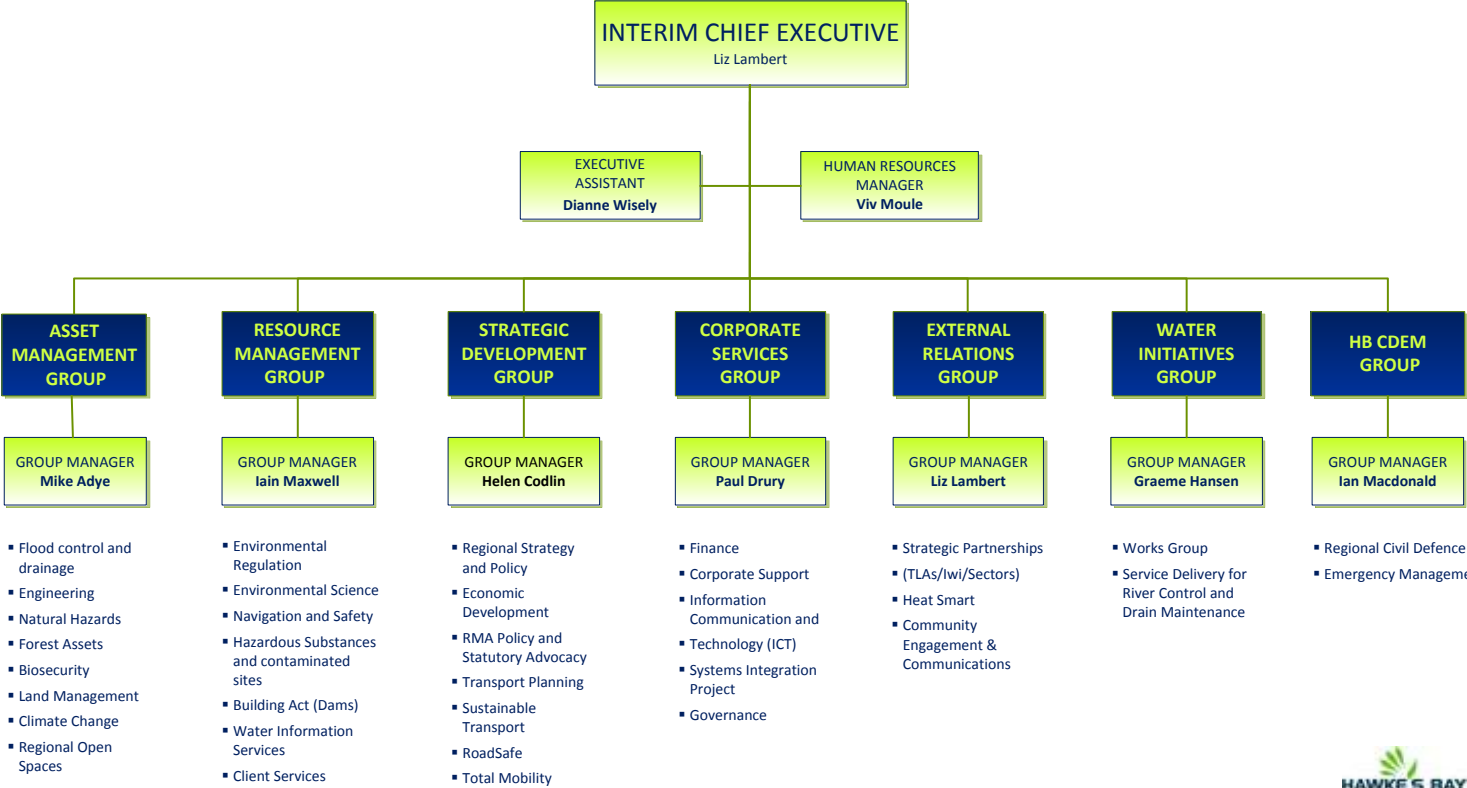 INTERIM CHIEF EXECUTIVE
Liz Lambert
EXECUTIVE
ASSISTANT
Dianne Wisely
HUMAN RESOURCES
MANAGER
Viv Moule
ASSET
MANAGEMENT
GROUP
GROUP MANAGER
Mike Adye
▪ Flood control and
drainage
▪ Engineering
▪ Natural Hazards
▪ Forest Assets
▪ Biosecurity
▪ Land Management
▪ Climate Change
▪ Regional Open
Spaces
RESOURCE
MANAGEMENT
GROUP
GROUP MANAGER
Iain Maxwell
▪ Environmental
Regulation
▪ Environmental Science
▪ Navigation and Safety
▪ Hazardous Substances
and contaminated
sites
▪ Building Act (Dams)
▪ Water Information
Services
▪ Client Services
STRATEGIC
DEVELOPMENT
GROUP
GROUP MANAGER
Helen Codlin
▪ Regional Strategy
and Policy
▪ Economic
Development
▪ RMA Policy and
Statutory Advocacy
▪ Transport Planning
▪ Sustainable
Transport
▪ RoadSafe
▪ Total Mobility
CORPORATE
SERVICES
GROUP
GROUP MANAGER
Paul Drury
▪ Finance
▪ Corporate Support
▪ Information
Communication and
▪ Technology (ICT)
▪ Systems Integration
Project
▪ Governance
EXTERNAL
RELATIONS
GROUP
GROUP MANAGER
Liz Lambert
▪ Strategic Partnerships
▪ (TLAs/Iwi/Sectors)
▪ Heat Smart
▪ Community
Engagement &
Communications
WATER
INITIATIVES
GROUP
GROUP MANAGER
Graeme Hansen
▪ Works Group
▪ Service Delivery for
River Control and
Drain Maintenance
HB CDEM
GROUP
GROUP MANAGER
Ian Macdonald
▪ Regional Civil Defence
▪ Emergency Manageme
HAWKE S BAY